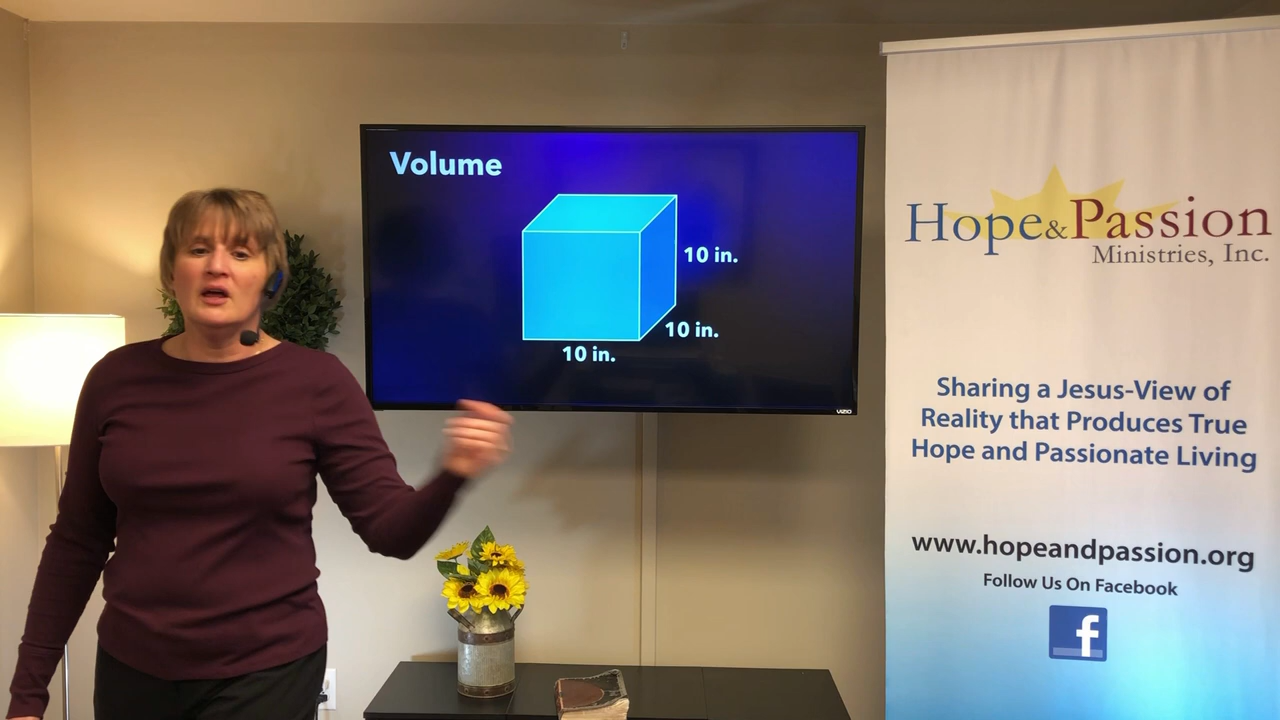 Volume
10 in.
10 in.
10 in.
VIZIO
Hope&Passion
Ministries, Inc.
Sharing a Jesus-View of
Reality that Produces True
Hope and Passionate Living
www.hopeandpassion.org
Follow Us On Facebook
f